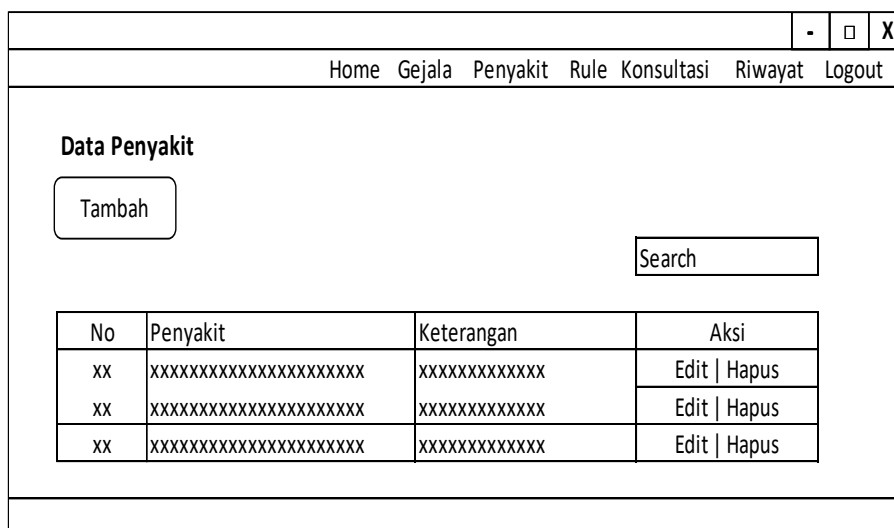 - □ X
Home Gejala Penyakit Rule Konsultasi Riwayat Logout
Data Penyakit
Tambah
Search
No Penyakit Keterangan Aksi
xx xxxxxxxxxxxxxxxxxxxxxx xxxxxxxxxxxxx Edit | Hapus
xx xxxxxxxxxxxxxxxxxxxxxx xxxxxxxxxxxxx Edit | Hapus
xx xxxxxxxxxxxxxxxxxxxxxx xxxxxxxxxxxxx Edit | Hapus